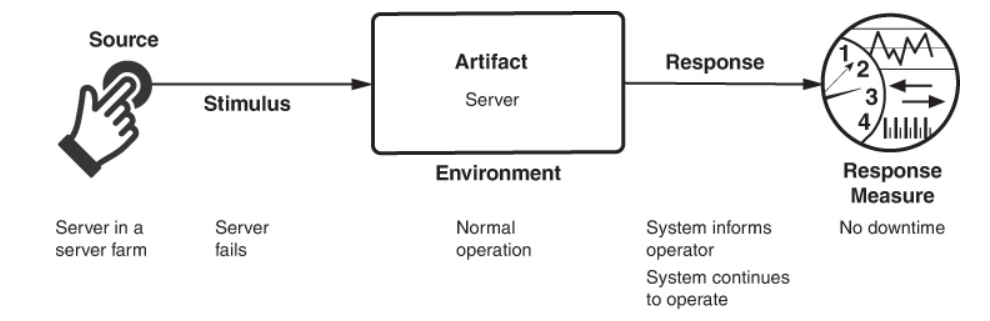 Source
Stimulus
Artifact
Server
Environment
Response
1
2
3
4
Response
Measure
Server in a
server farm
Server
fails
Normal
operation
System informs
operator
System continues
to operate
No downtime